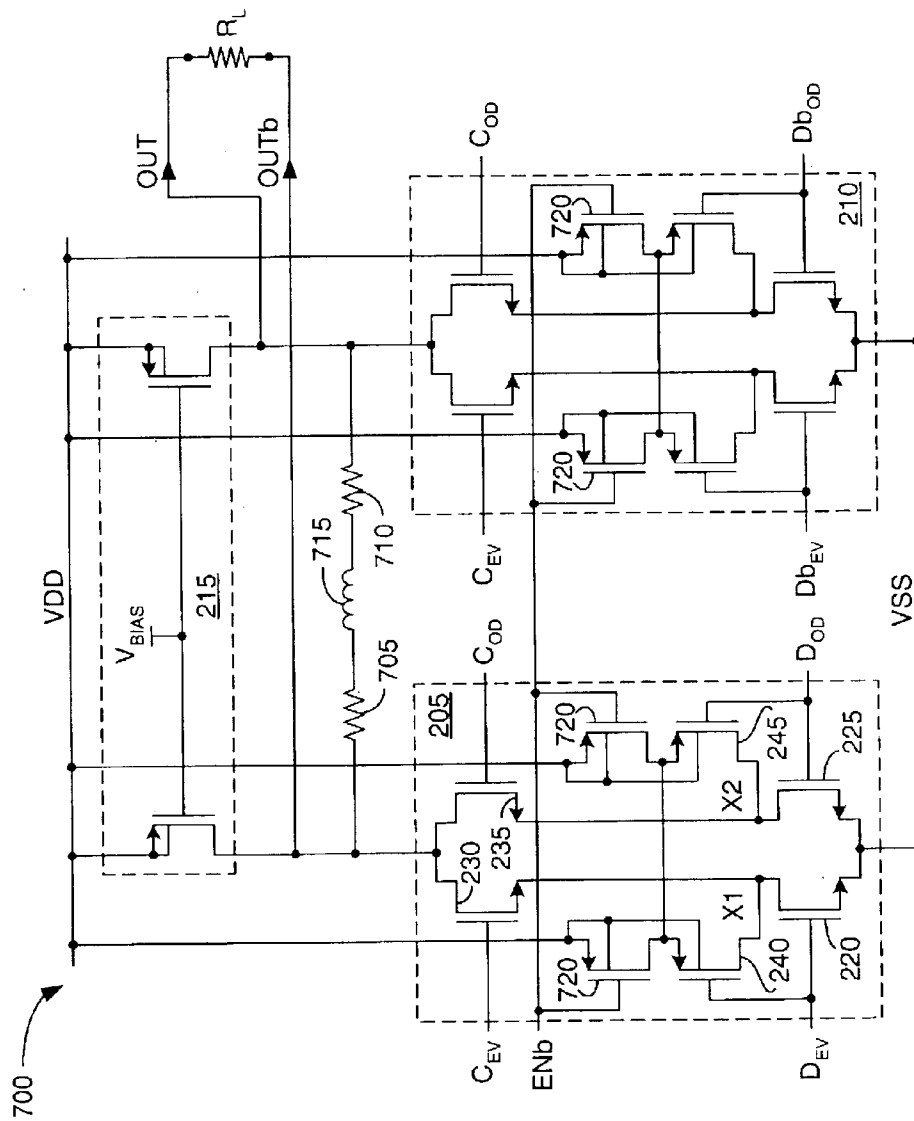 700
VDD
V_BIAS
215
OUT
R_L
OUTb
705
715
710
205
210
C_EV
230
235
C_OD
C_EV
C_OD
ENb
720
720
720
720
X1
X2
240
245
D_EV
220
225
D_OD
Db_EV
Db_OD
VSS